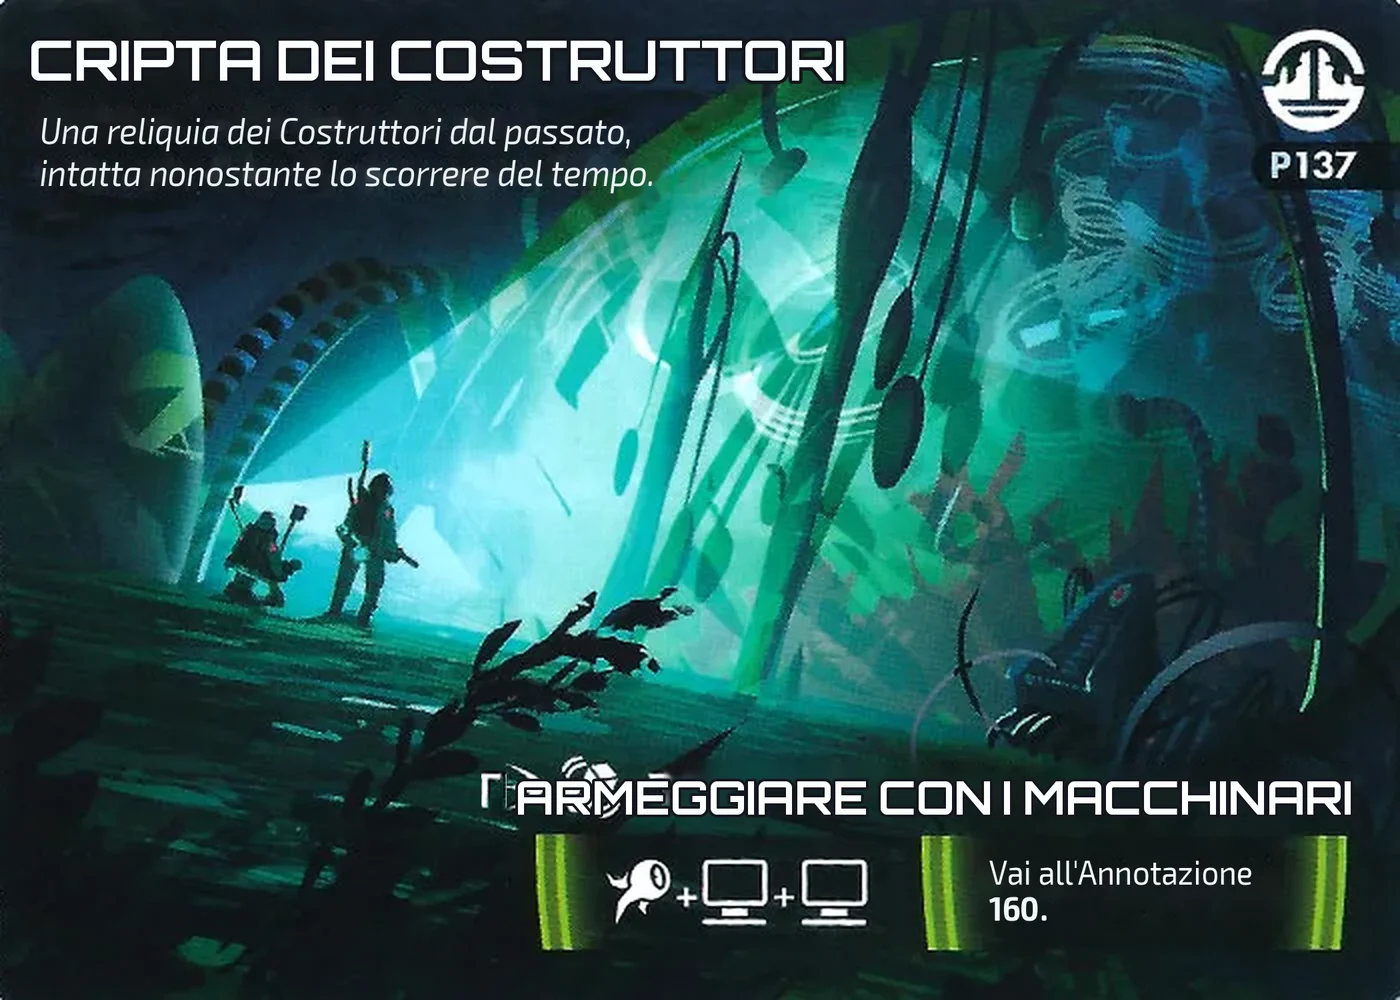 CRIPTA DEI COSTRUTTORI
Una reliquia dei Costruttori dal passato,
intatta nonostante lo scorrere del tempo.
P137
ARMEGGIARE CON I MACCHINARI
+ +
Vai all'Annotazione
160.